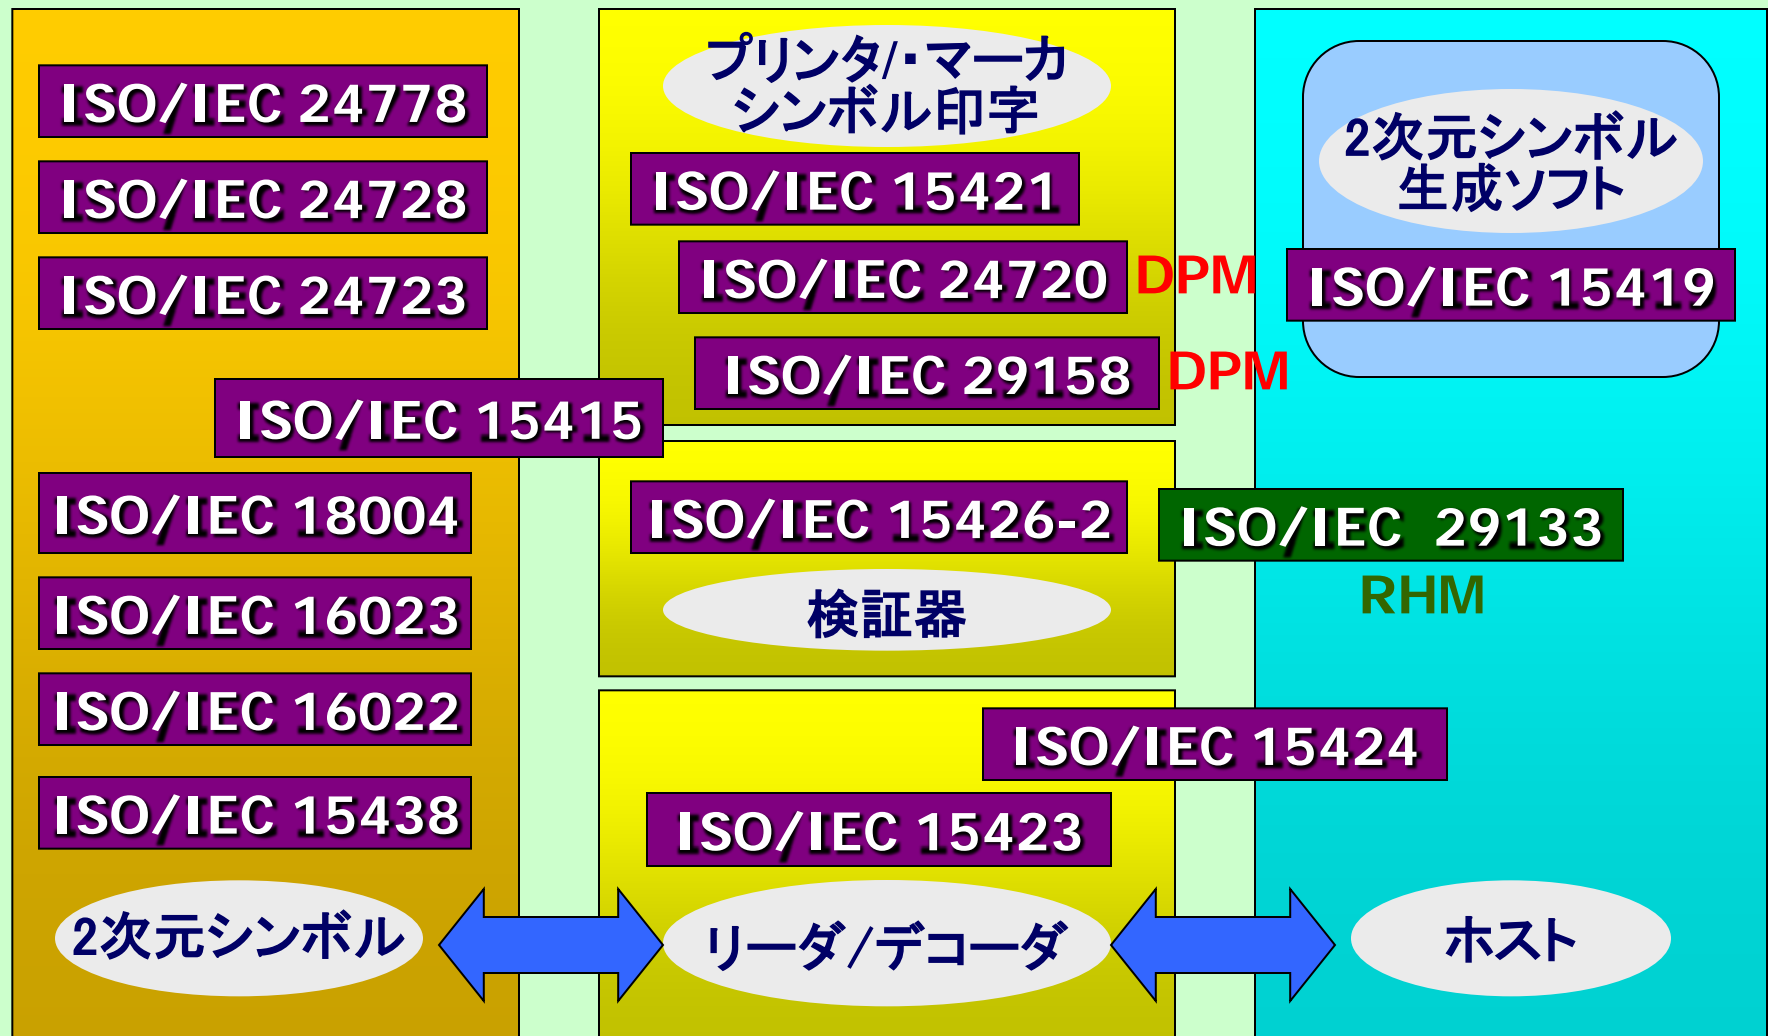 ISO/IEC 24778
ISO/IEC 24728
ISO/IEC 24723
ISO/IEC 15415
ISO/IEC 18004
ISO/IEC 16023
ISO/IEC 16022
ISO/IEC 15438
2次元シンボル
プリンタ/・マーカ
シンボル印字
ISO/IEC 15421
ISO/IEC 24720 DPM
ISO/IEC 29158 DPM
ISO/IEC 15426-2
検証器
ISO/IEC 15424
ISO/IEC 15423
リーダ/デコーダ
2次元シンボル
生成ソフト
ISO/IEC 15419
ISO/IEC 29133
RHM
ホスト